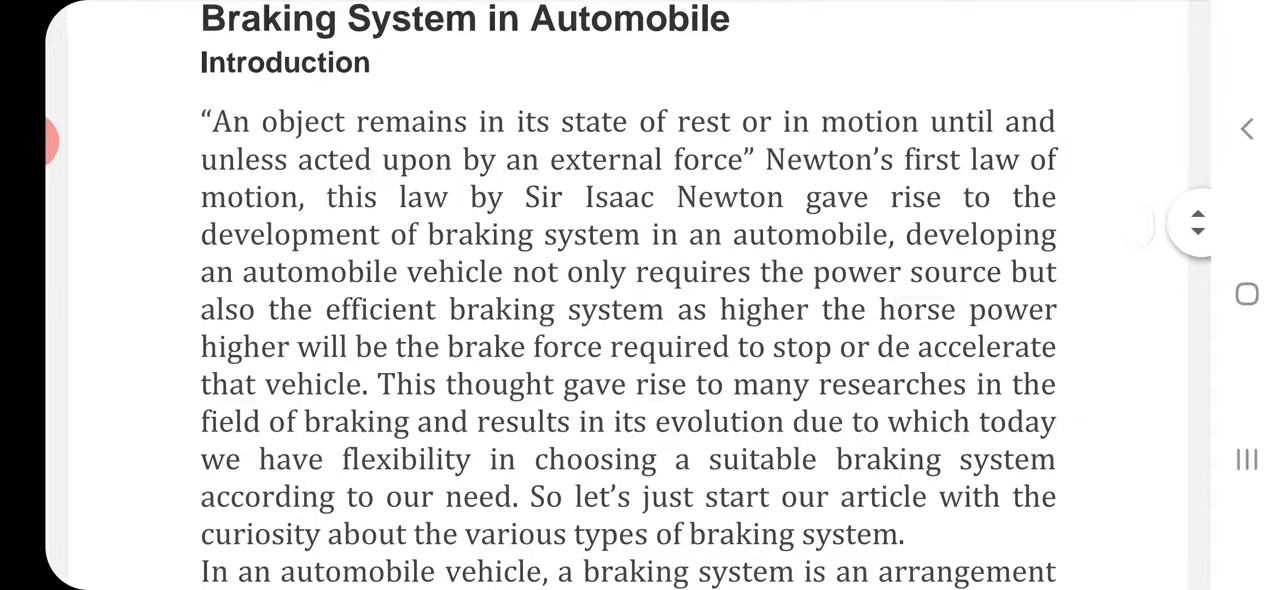 Braking System in Automobile
Introduction
“An object remains in its state of rest or in motion until and
unless acted upon by an external force” Newton’s first law of
motion, this law by Sir Isaac Newton gave rise to the
development of braking system in an automobile, developing
an automobile vehicle not only requires the power source but
also the efficient braking system as higher the horse power
higher will be the brake force required to stop or de accelerate
that vehicle. This thought gave rise to many researches in the
field of braking and results in its evolution due to which today
we have flexibility in choosing a suitable braking system
according to our need. So let’s just start our article with the
curiosity about the various types of braking system.
In an automobile vehicle, a braking system is an arrangement